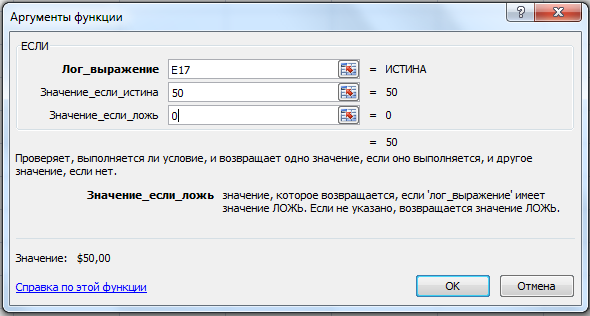 Аргументы функции
ЕСЛИ
Лог_выражение E17 = ИСТИНА
Значение_если_истина 50 = 50
Значение_если_ложь 0 = 0
= 50
Проверяет, выполняется ли условие, и возвращает одно значение, если оно выполняется, и другое
значение, если нет.
Значение_если_ложь значение, которое возвращается, если 'лог_выражение' имеет
значение ЛОЖЬ. Если не указано, возвращается значение ЛОЖЬ.
Значение: $50,00
Справка по этой функции OK Отмена